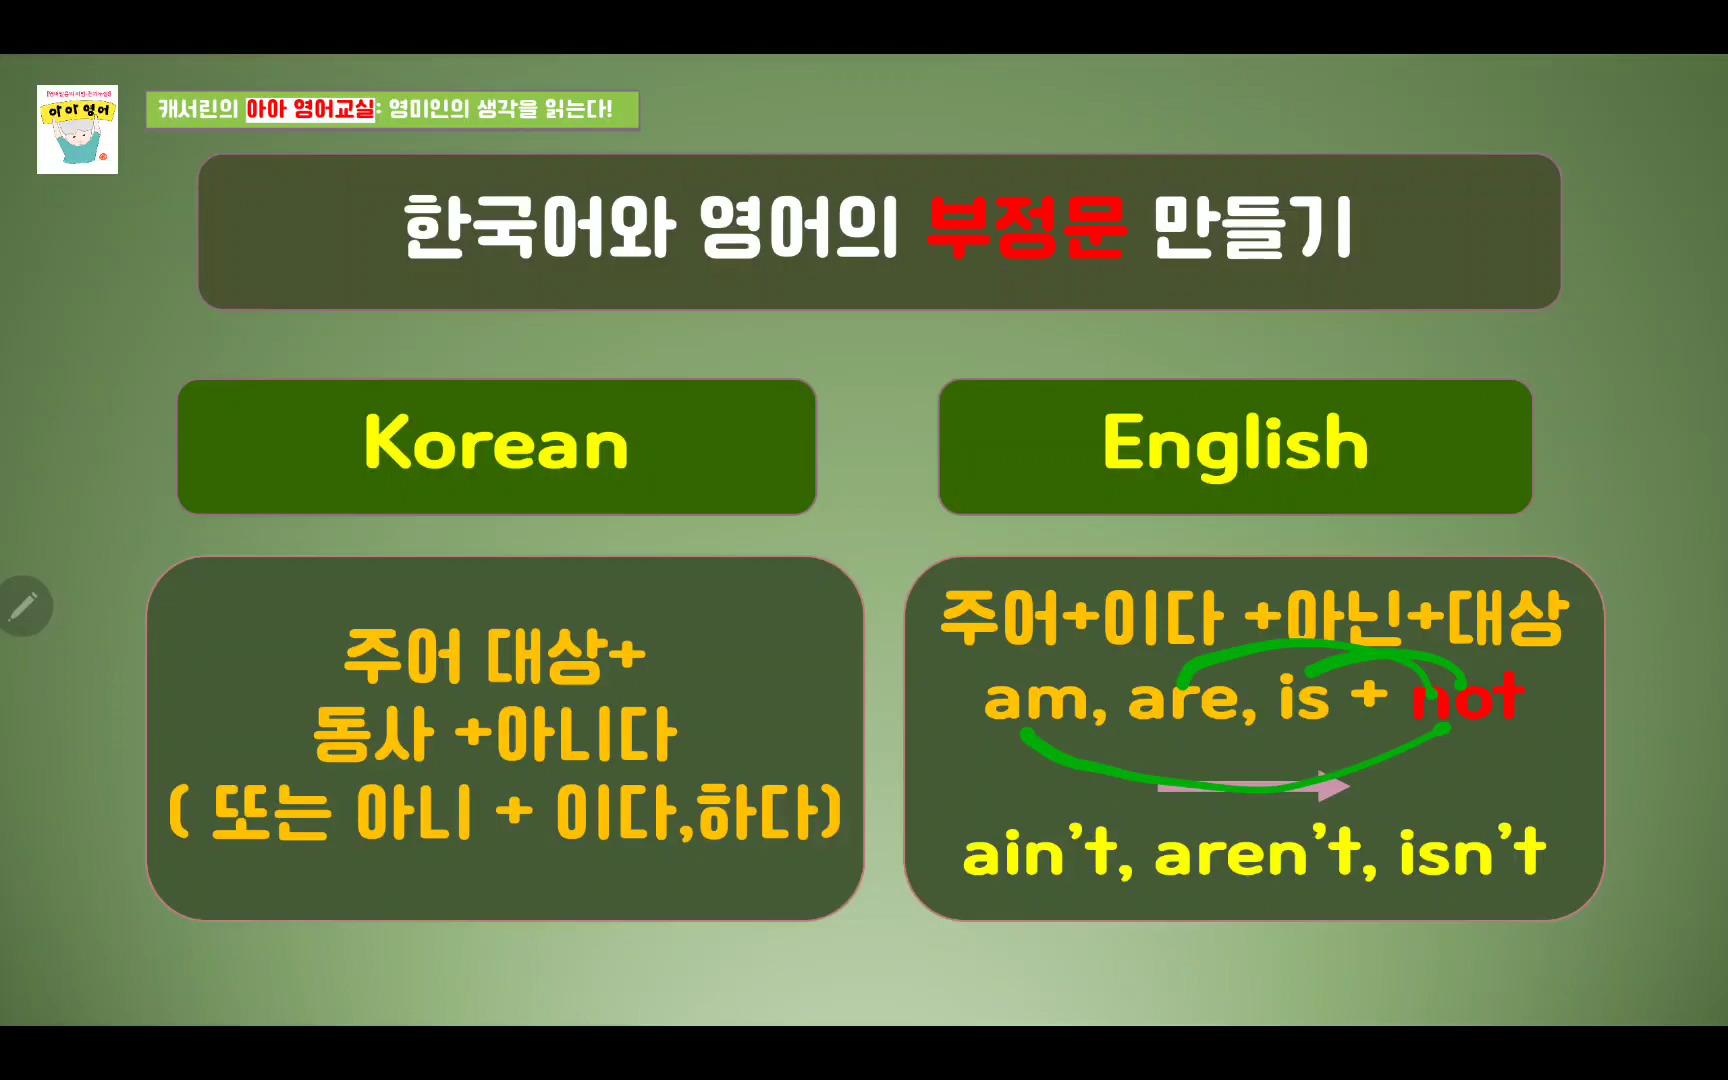 아아영어
캐서린의 아아 영어교실: 영미인의 생각을 읽는다!
한국어와 영어의 부정문 만들기
Korean
English
주어 대상+
동사 +아니다
( 또는 아니 + 이다,하다)
주어+이다 +아닌+대상
am, are, is + not
ain't, aren't, isn't